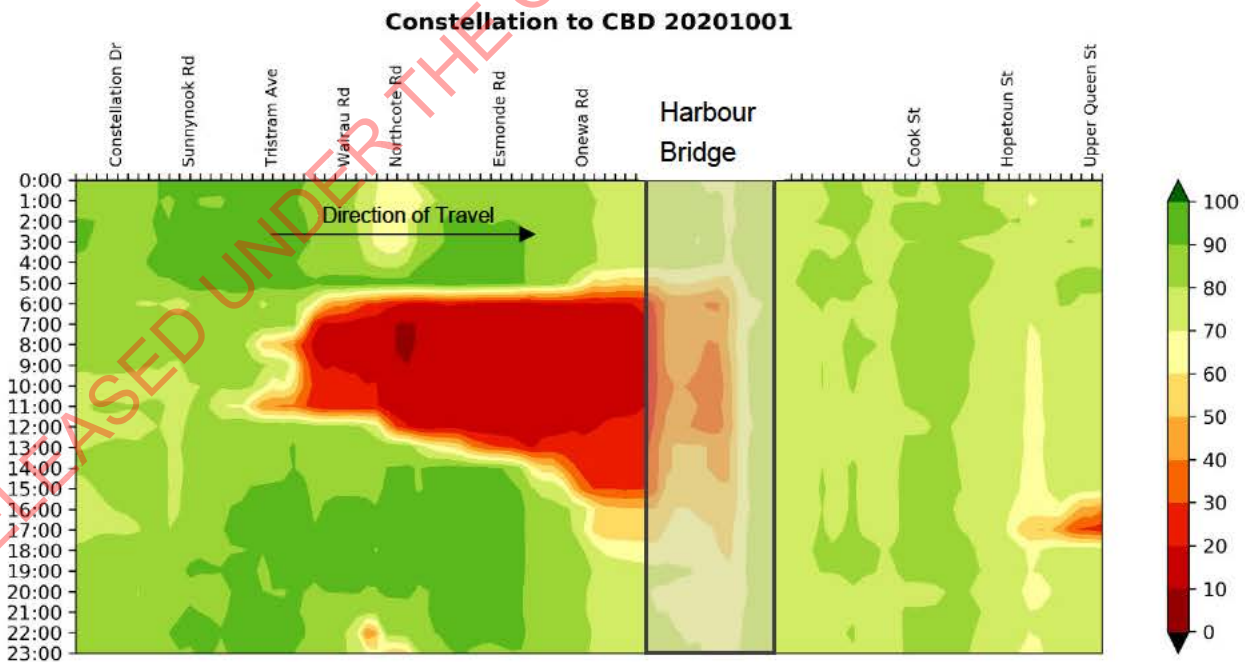 Constellation to CBD 20201001
Constellation Dr
Sunnynook Rd
Tristram Ave
Wairau Rd
Northcote Rd
Esmonde Rd
Onewa Rd
Harbour
Bridge
Cook St
Hopetoun St
Upper Queen St
0:00
1:00
2:00
3:00
4:00
5:00
6:00
7:00
8:00
9:00
10:00
11:00
12:00
13:00
14:00
15:00
16:00
17:00
18:00
19:00
20:00
21:00
22:00
23:00
Direction of Travel
100
90
80
70
60
50
40
30
20
10
0
LEASED UNDER THE O